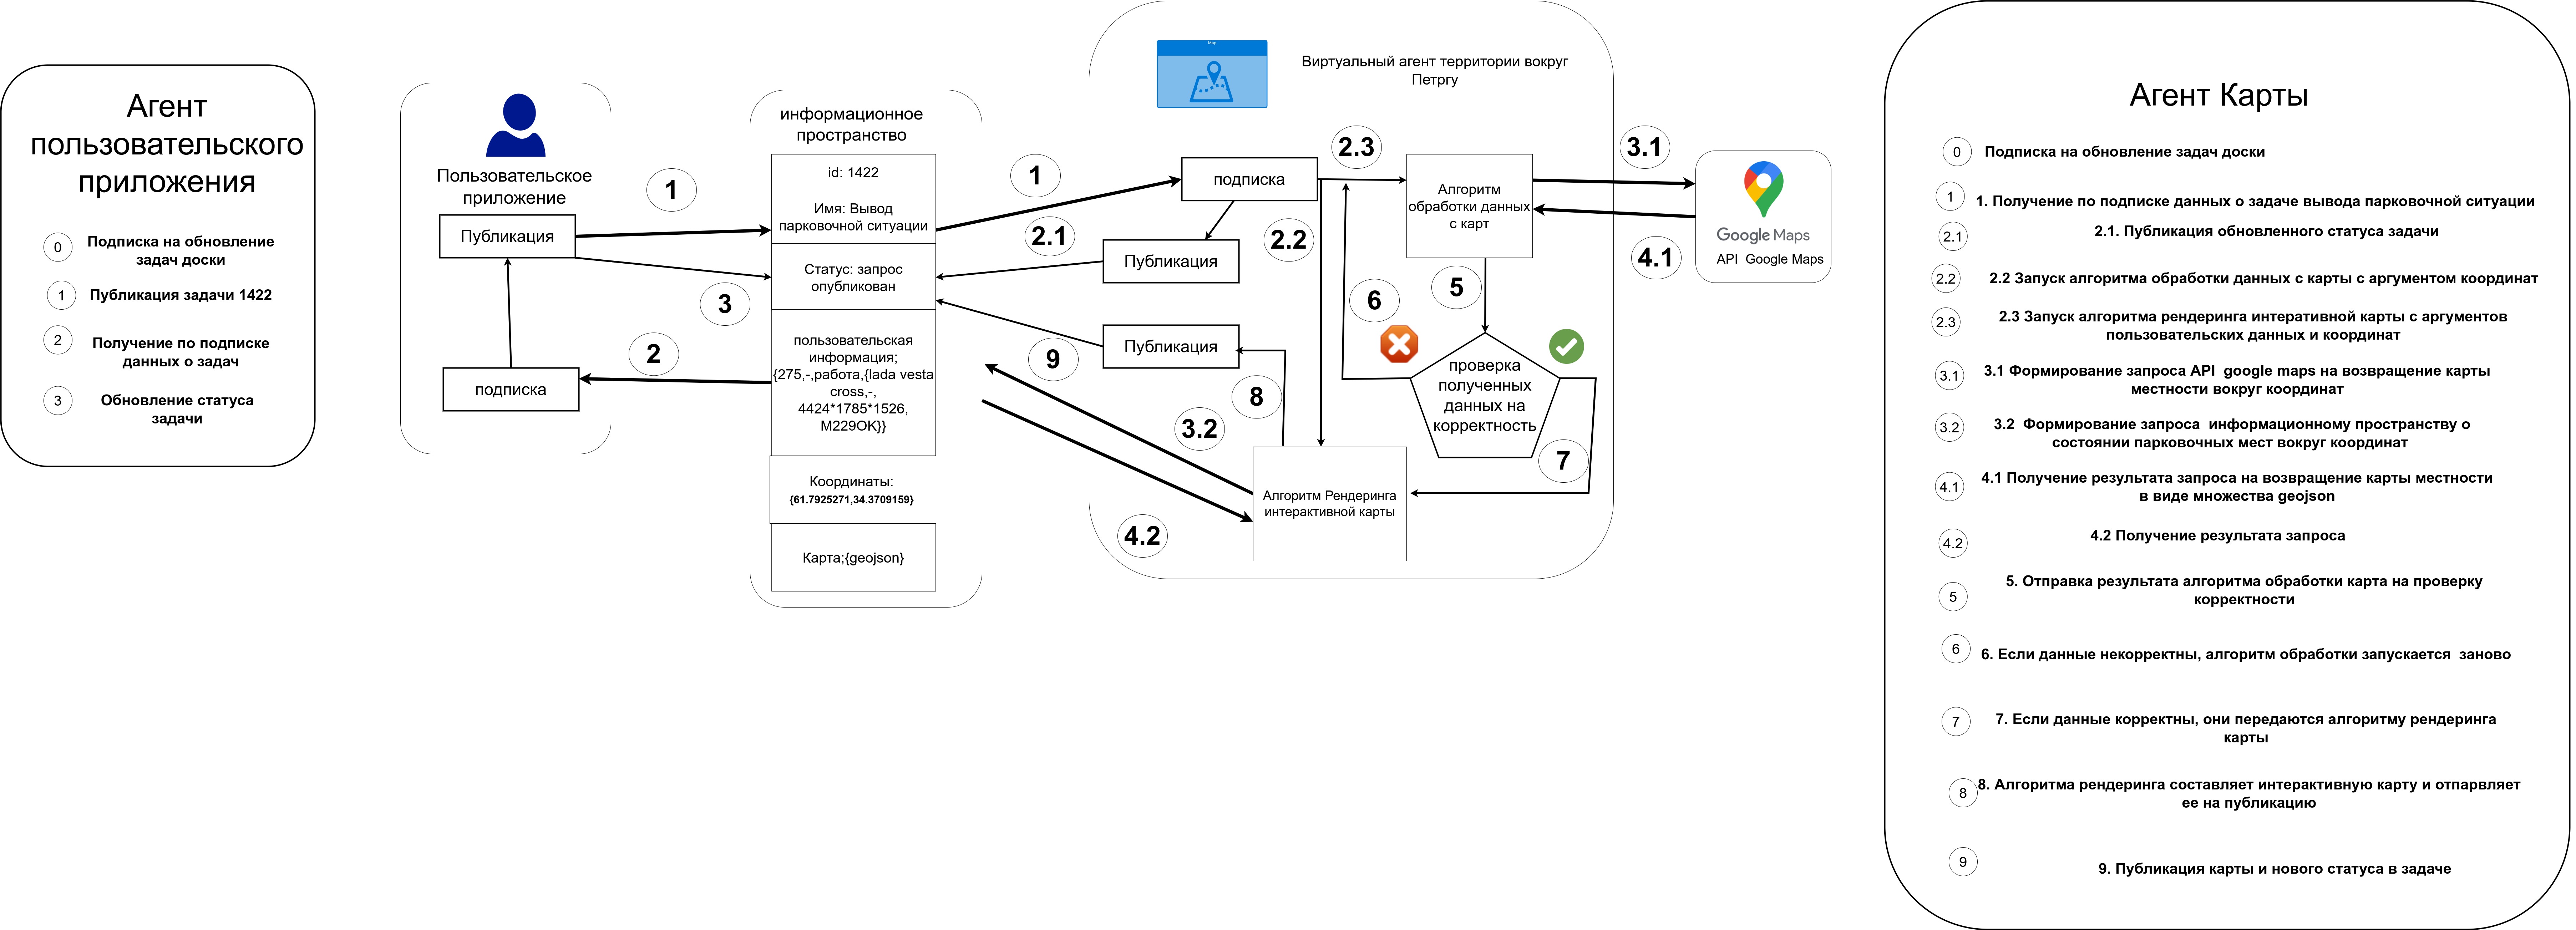 Агент
пользовательского
приложения
0
Подписка на обновление
задач доски
1
Публикация задачи 1422
2
Получение по подписке
данных о задач
3
Обновление статуса
задачи
Пользовательское
приложение
Публикация
подписка
1
3
2
информационное
пространство
id: 1422
Имя: Вывод
парковочной ситуации
Статус: запрос
опубликован
пользовательская
информация;
{275,-,работа,{lada vesta
cross,-,
4424*1785*1526,
M229OK}}
Координаты:
{61.7925271,34.3709159}
Карта;{geojson}
1
2.1
9
3.2
4.2
Map
Виртуальный агент территории вокруг
Петргу
подписка
2.3
2.2
Публикация
Публикация
8
Алгоритм
обработки данных
с карт
6
5
проверка
полученных
данных на
корректность
7
Алгоритм Рендеринга
интерактивной карты
3.1
4.1
Google Maps
API Google Maps
Агент Карты
0
Подписка на обновление задач доски
1
1. Получение по подписке данных о задаче вывода парковочной ситуации
2.1
2.1. Публикация обновленного статуса задачи
2.2
2.2 Запуск алгоритма обработки данных с карты с аргументом координат
2.3
2.3 Запуск алгоритма рендеринга интеративной карты с аргументов
пользовательских данных и координат
3.1
3.1 Формирование запроса API google maps на возвращение карты
местности вокруг координат
3.2
3.2 Формирование запроса информационному пространству о
состоянии парковочных мест вокруг координат
4.1
4.1 Получение результата запроса на возвращение карты местности
в виде множества geojson
4.2
4.2 Получение результата запроса
5
5. Отправка результата алгоритма обработки карта на проверку
корректности
6
6. Если данные некорректны, алгоритм обработки запускается заново
7
7. Если данные корректны, они передаются алгоритму рендеринга
карты
8
8. Алгоритма рендеринга составляет интерактивную карту и отпарвляет
ее на публикацию
9
9. Публикация карты и нового статуса в задаче